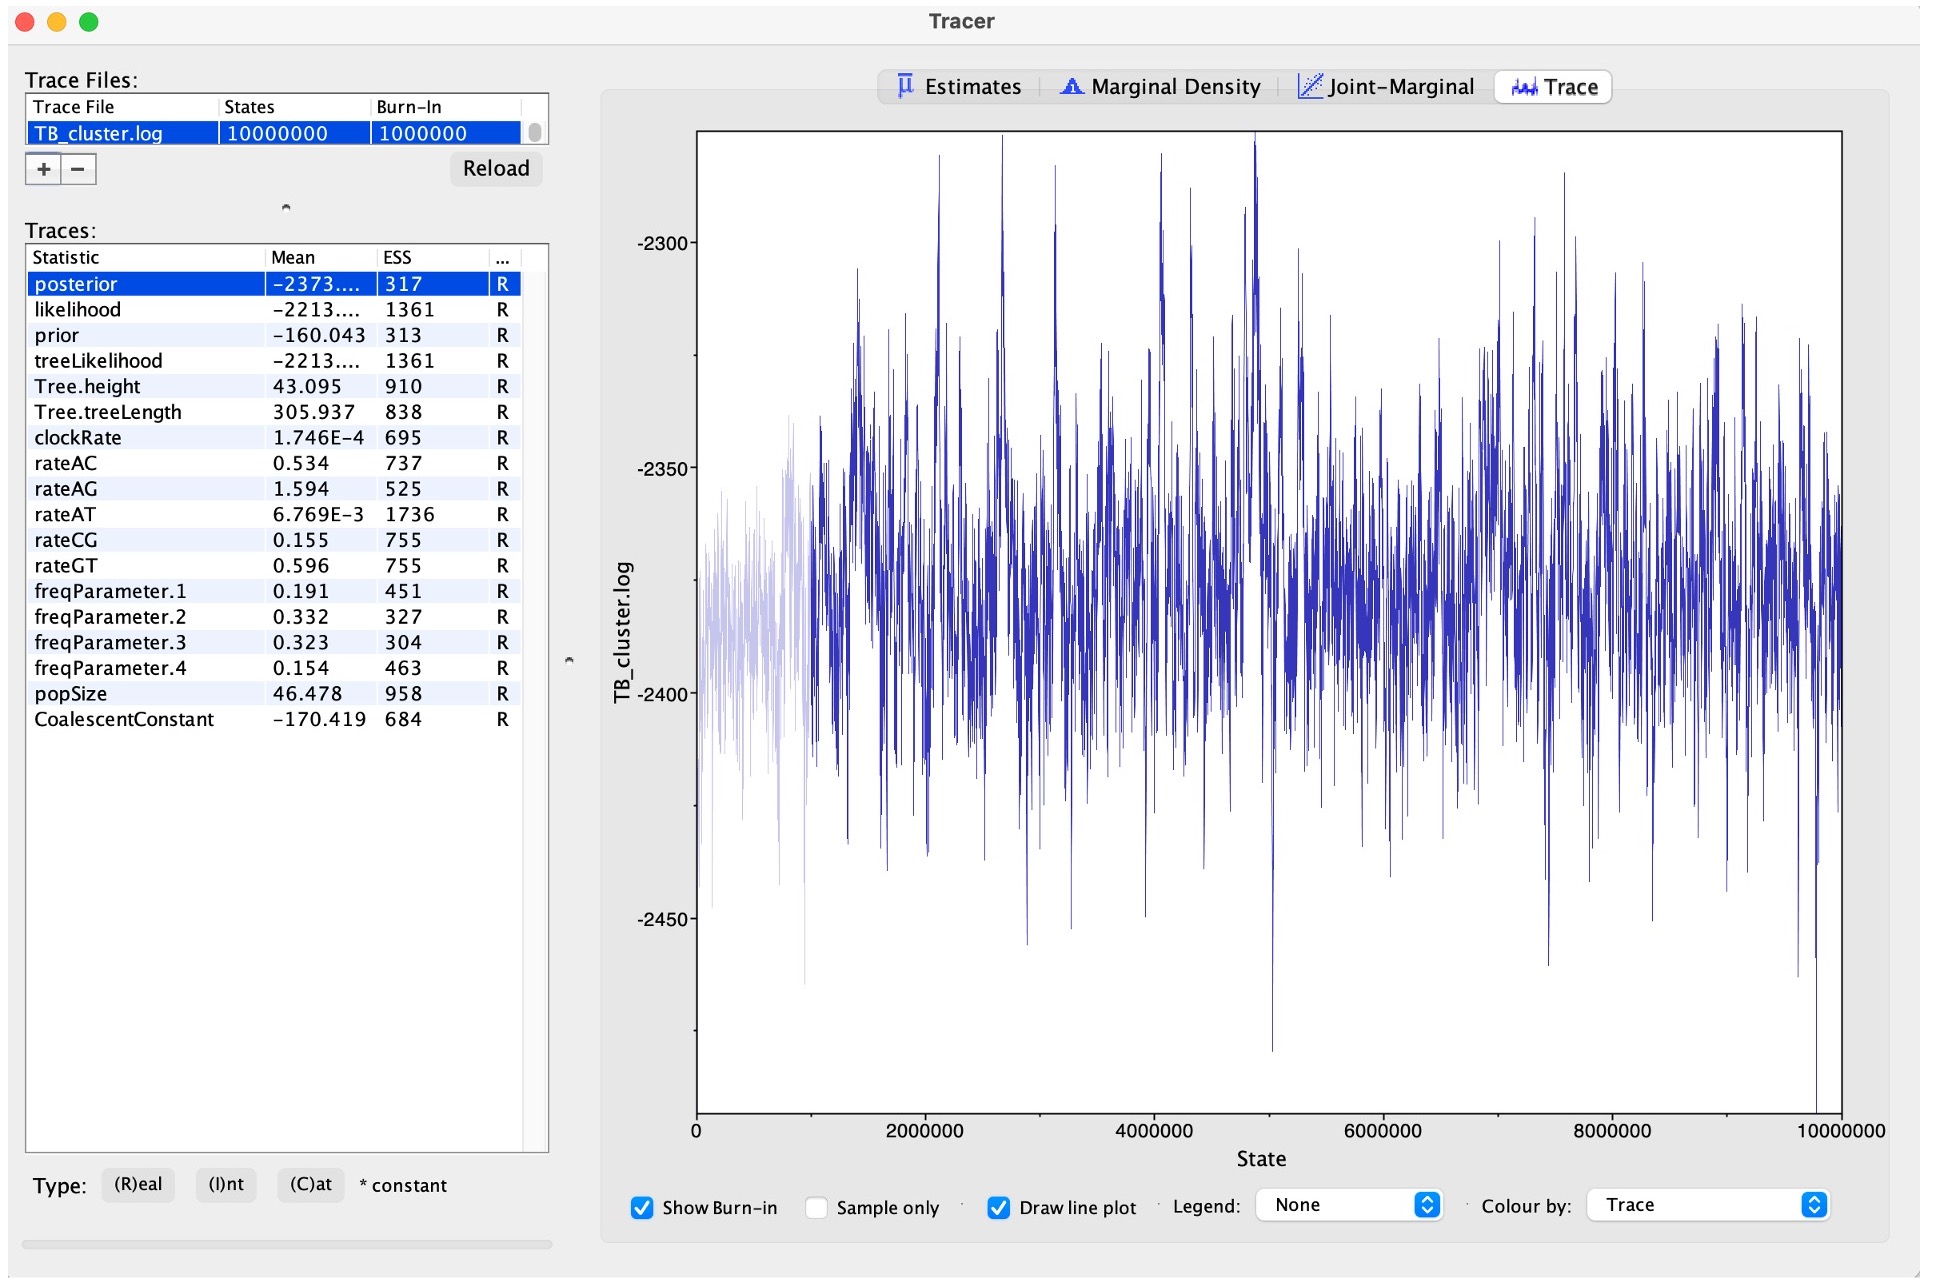 Tracer
Trace Files:
Trace File States Burn-In
TB_cluster.log 10000000 1000000
+ − Reload
Traces:
Statistic Mean ESS ...
posterior −2373.... 317 R
likelihood −2213.... 1361 R
prior −160.043 313 R
treeLikelihood −2213.... 1361 R
Tree.height 43.095 910 R
Tree.treeLength 305.937 838 R
clockRate 1.746E−4 695 R
rateAC 0.534 737 R
rateAG 1.594 525 R
rateAT 6.769E−3 1736 R
rateCG 0.155 755 R
rateGT 0.596 755 R
freqParameter.1 0.191 451 R
freqParameter.2 0.332 327 R
freqParameter.3 0.323 304 R
freqParameter.4 0.154 463 R
popSize 46.478 958 R
CoalescentConstant −170.419 684 R
Type: (R)eal (I)nt (C)at * constant
Estimates Marginal Density Joint-Marginal Trace
-2300
-2350
-2400
-2450
TB_cluster.log
0 2000000 4000000 6000000 8000000 10000000
State
Show Burn-in Sample only Draw line plot Legend: None Colour by: Trace